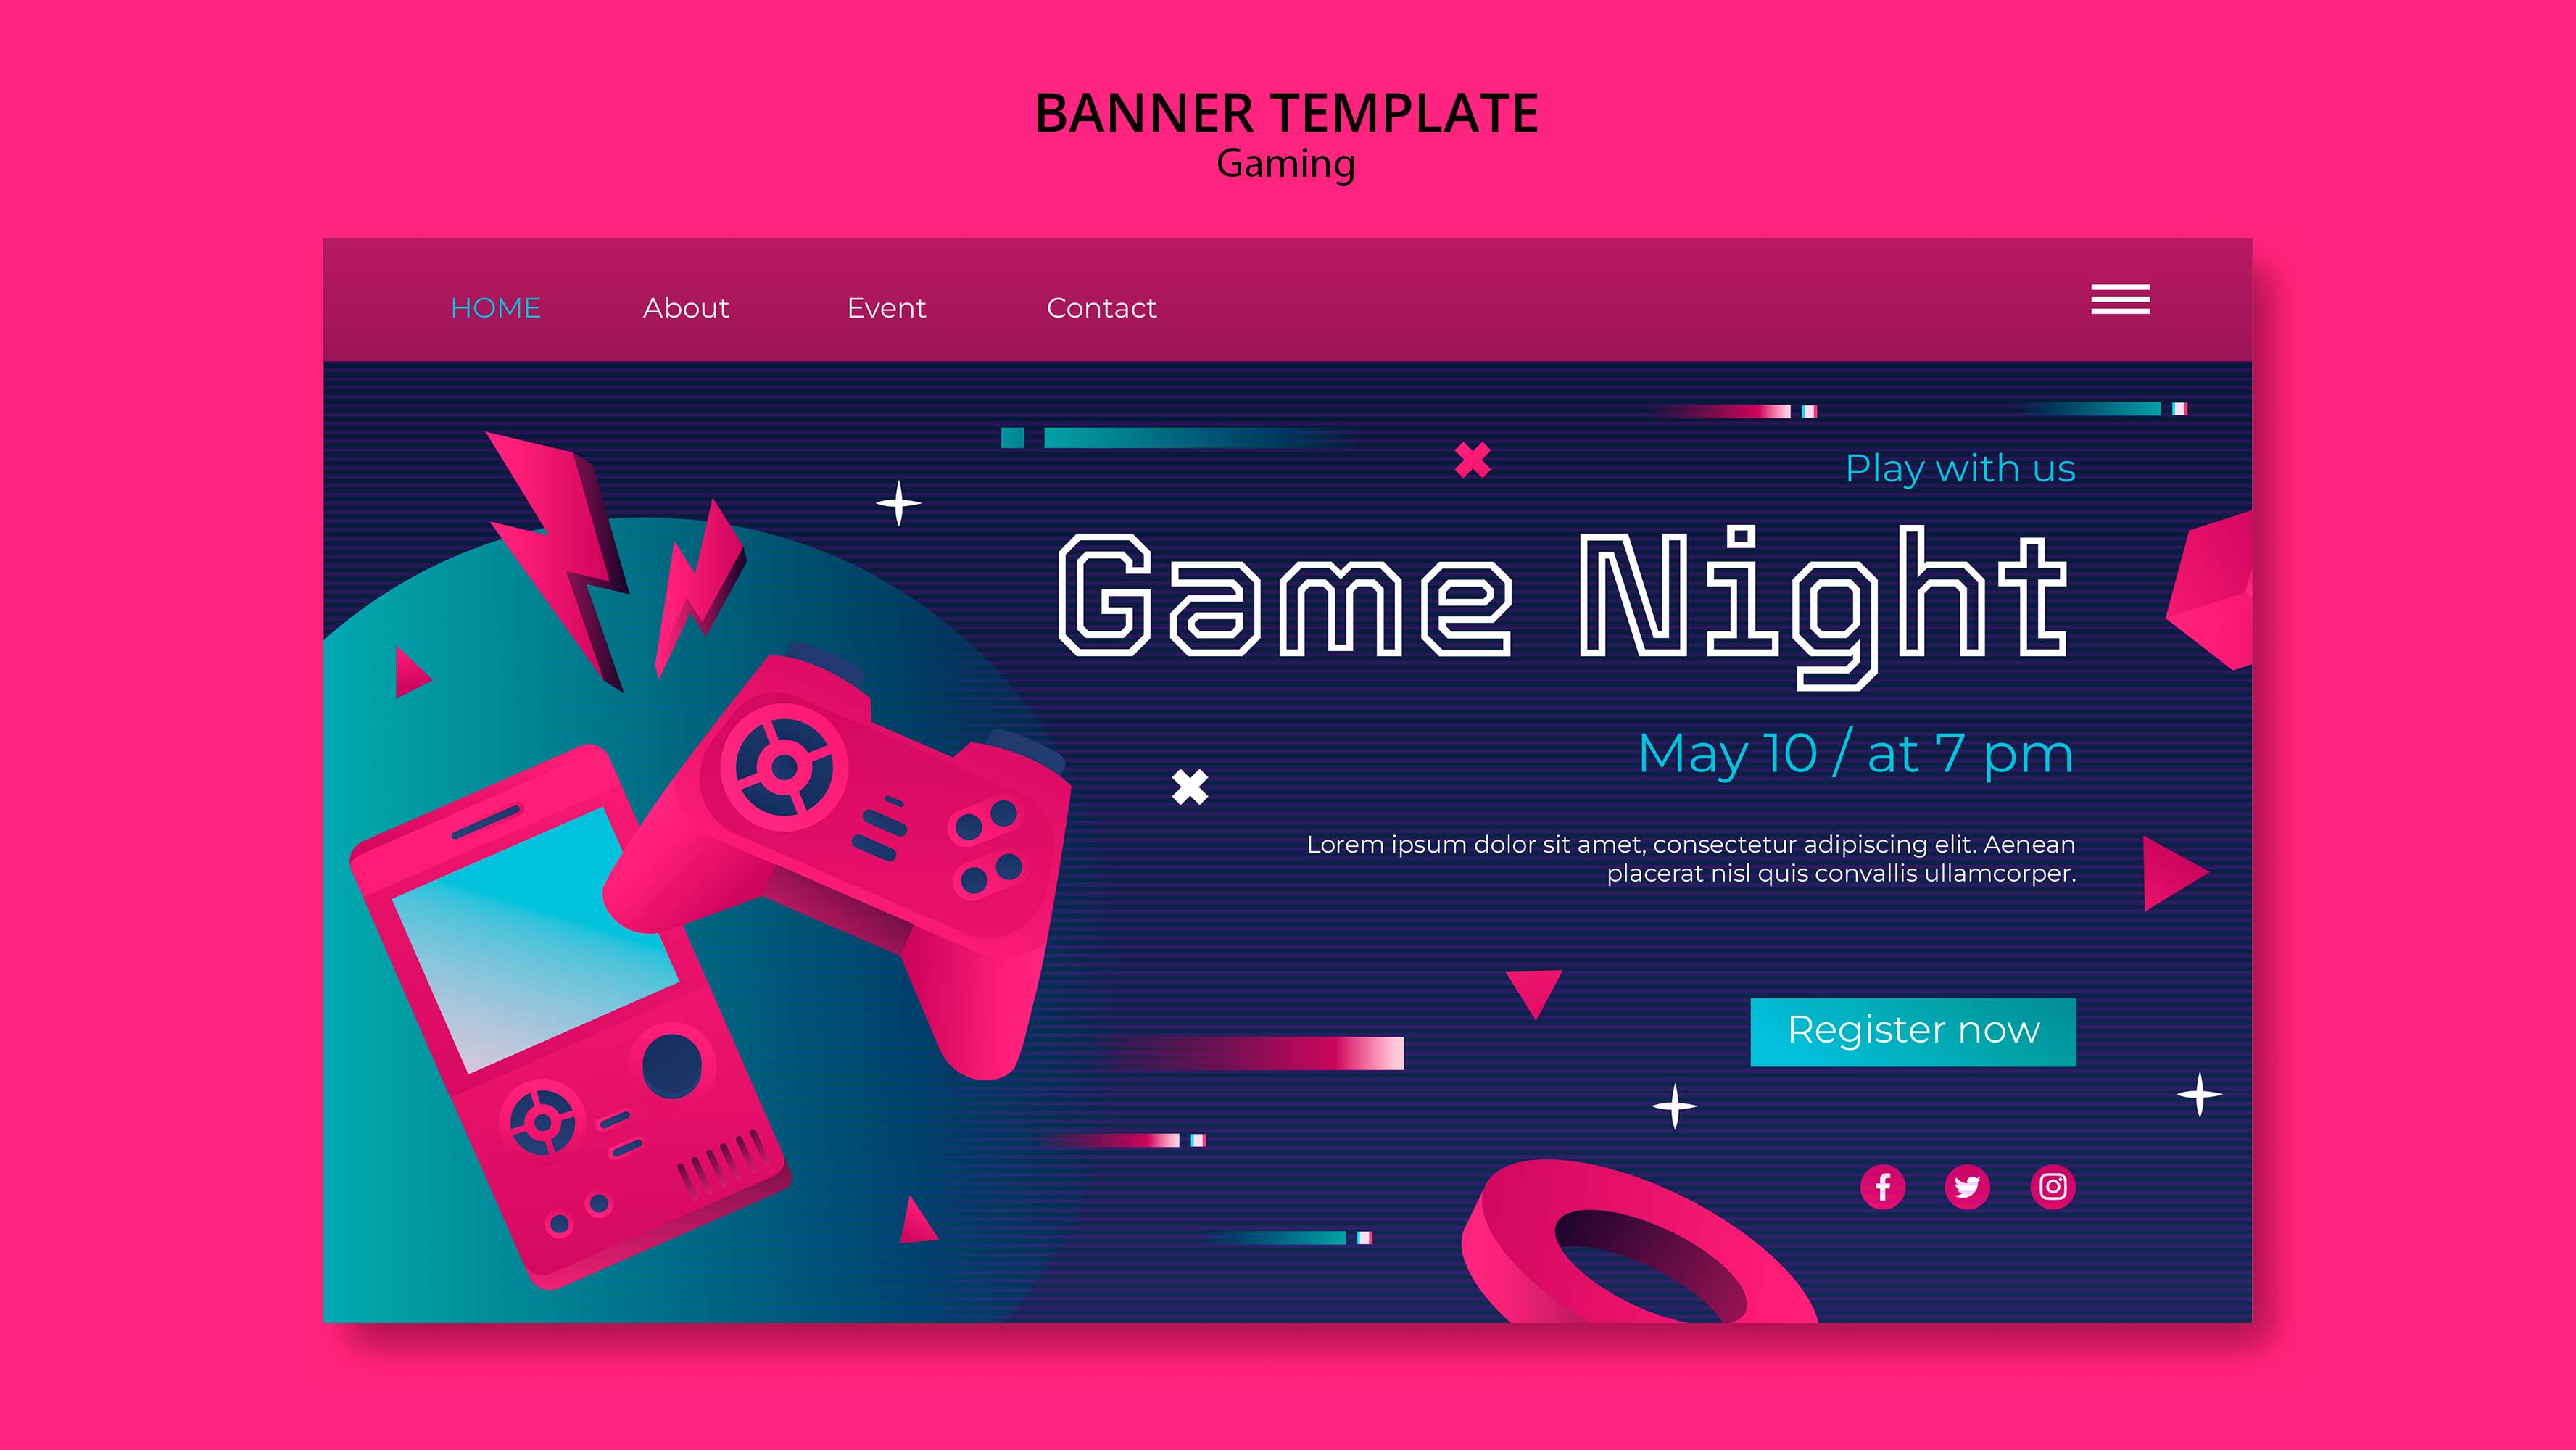 BANNER TEMPLATE
Gaming
HOME About Event Contact
Play with us
Game Night
May 10 / at 7 pm
Lorem ipsum dolor sit amet, consectetur adipiscing elit. Aenean
placerat nisl quis convallis ullamcorper.
Register now